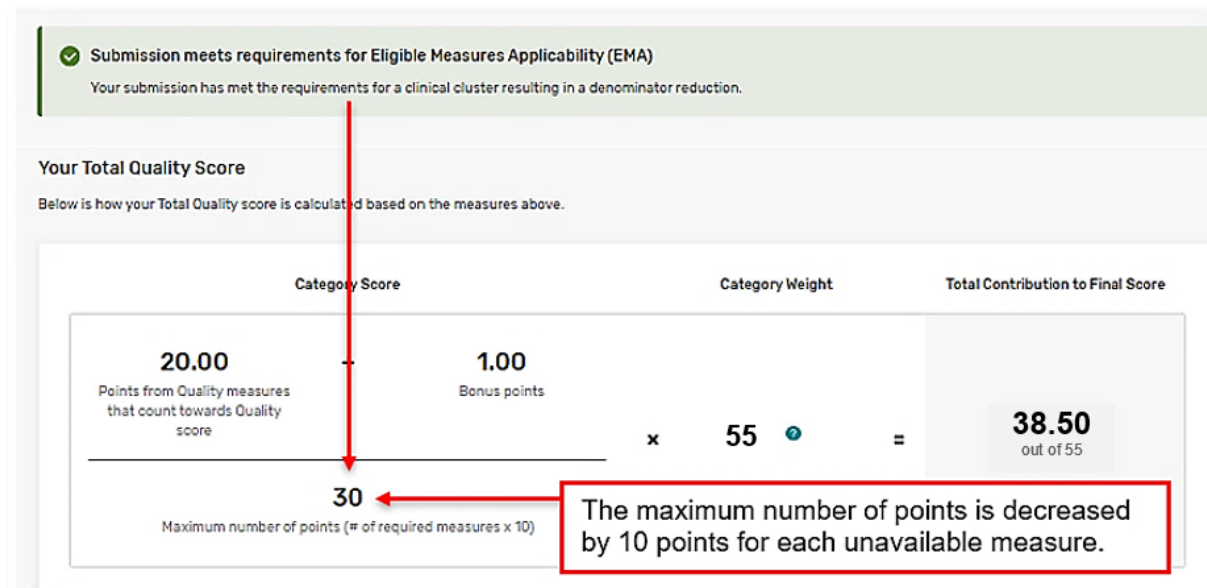 Submission meets requirements for Eligible Measures Applicability (EMA)
Your submission has met the requirements for a clinical cluster resulting in a denominator reduction.
Your Total Quality Score
Below is how your Total Quality score is calculated based on the measures above.
Category Score
Category Weight
Total Contribution to Final Score
20.00
+
1.00
Points from Quality measures
that count towards Quality
score
Bonus points
x
55
?
=
38.50
out of 55
30
Maximum number of points (# of required measures x 10)
The maximum number of points is decreased
by 10 points for each unavailable measure.